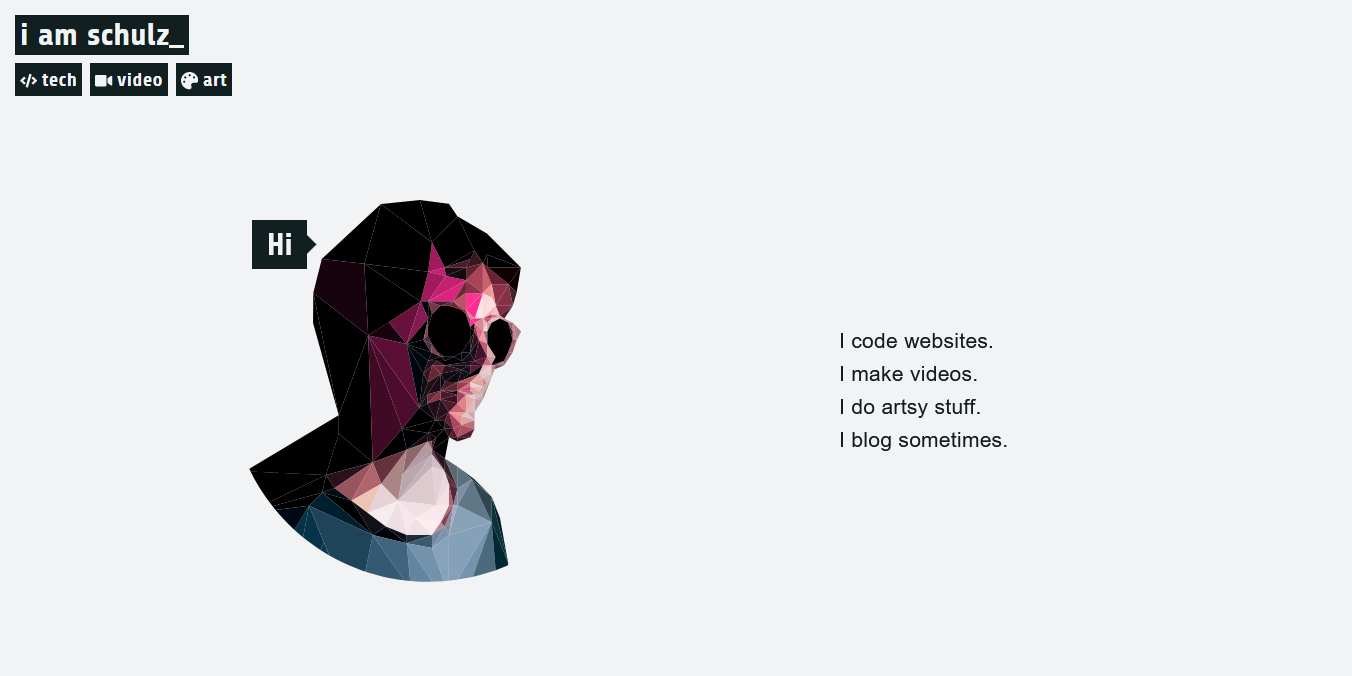 i am schulz_
tech video art
Hi
I code websites.
I make videos.
I do artsy stuff.
I blog sometimes.